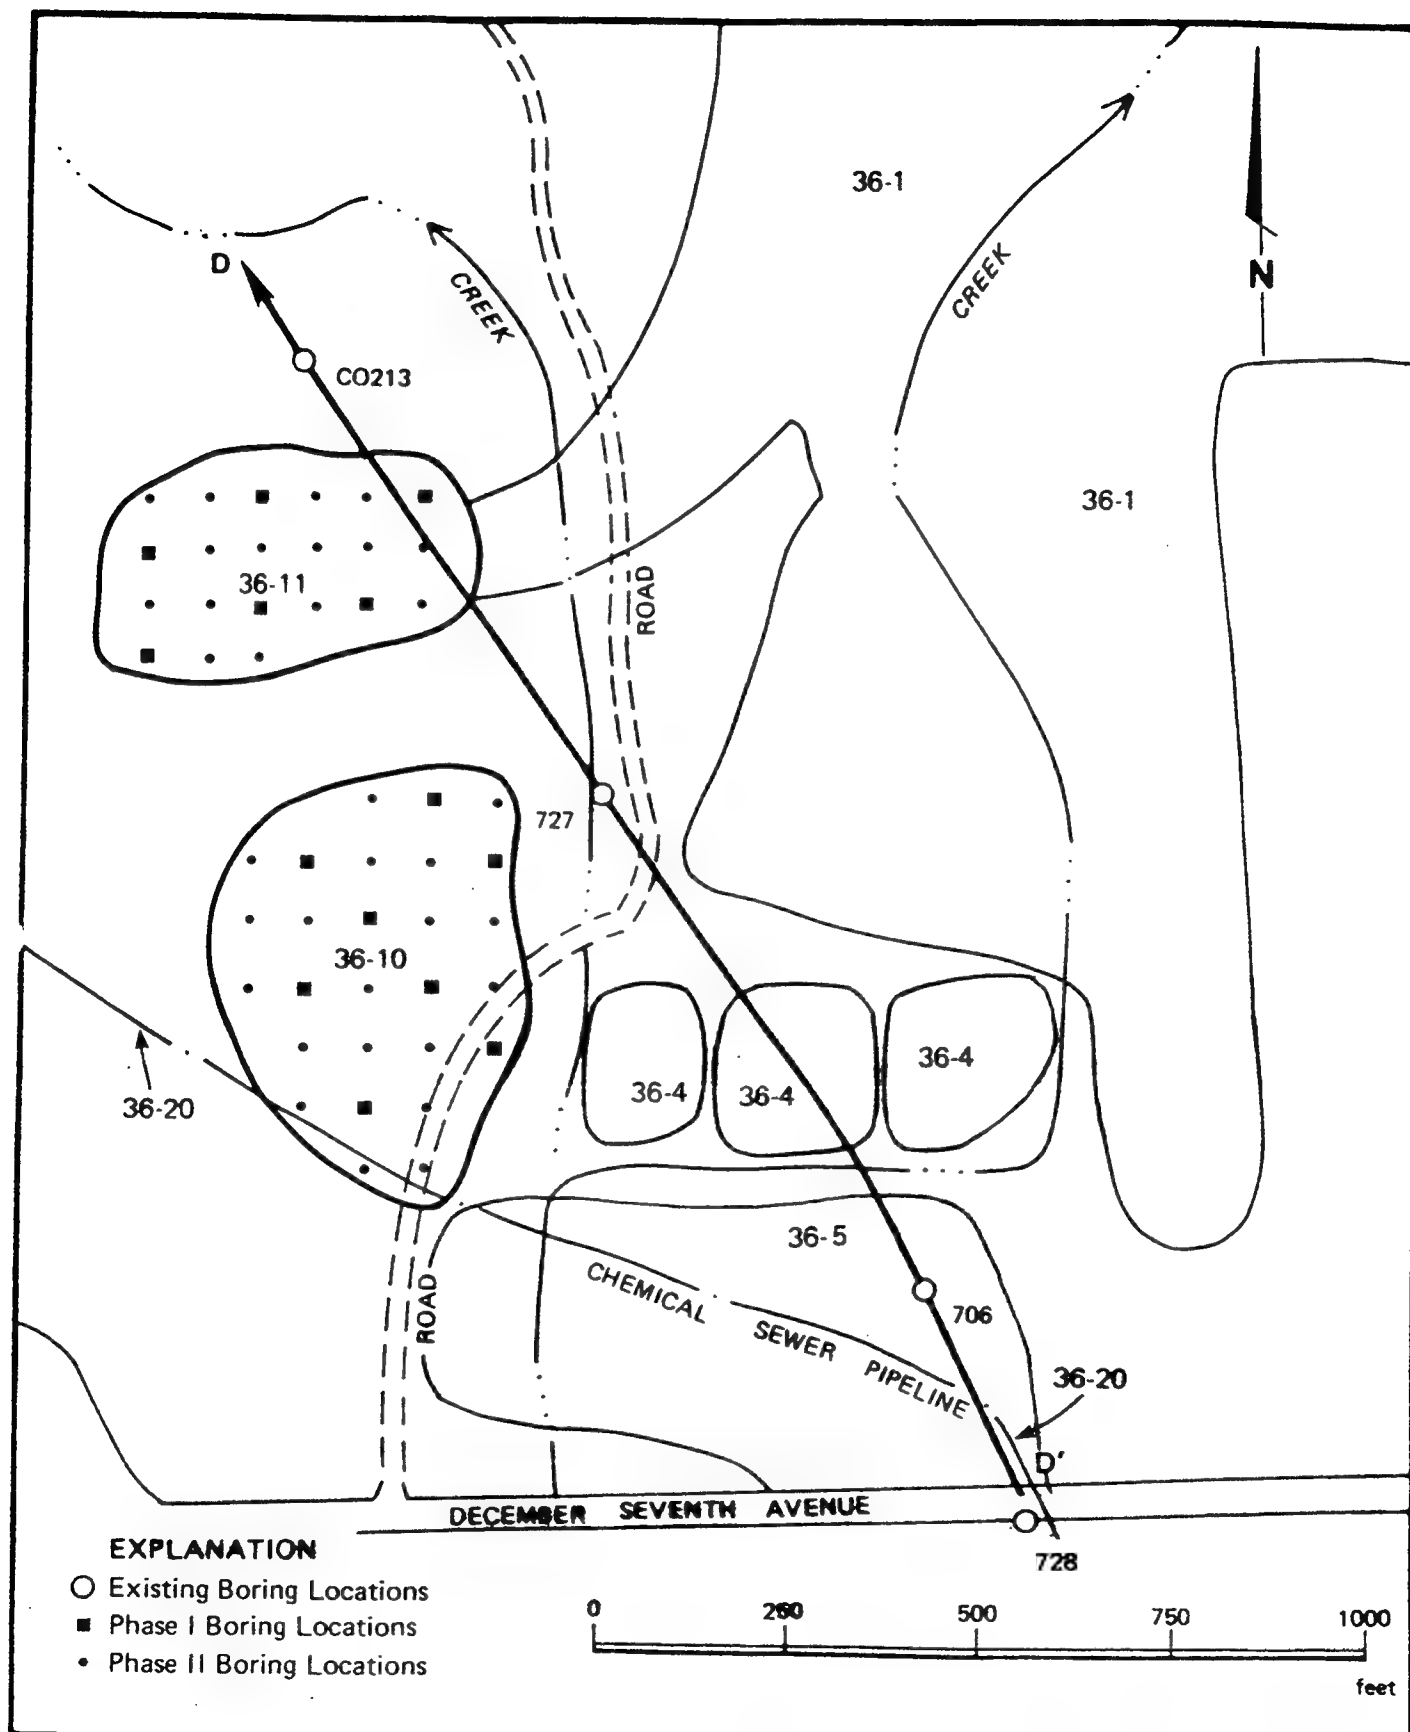 36-1
D
CREEK
CREEK
N
CO213
36-1
36-11
ROAD
727
36-10
36-4
36-4
36-4
36-20
36-5
CHEMICAL SEWER PIPELINE
706
ROAD
36-20
D'
DECEMBER SEVENTH AVENUE
728
EXPLANATION
Existing Boring Locations
Phase I Boring Locations
Phase II Boring Locations
0 250 500 750 1000
feet